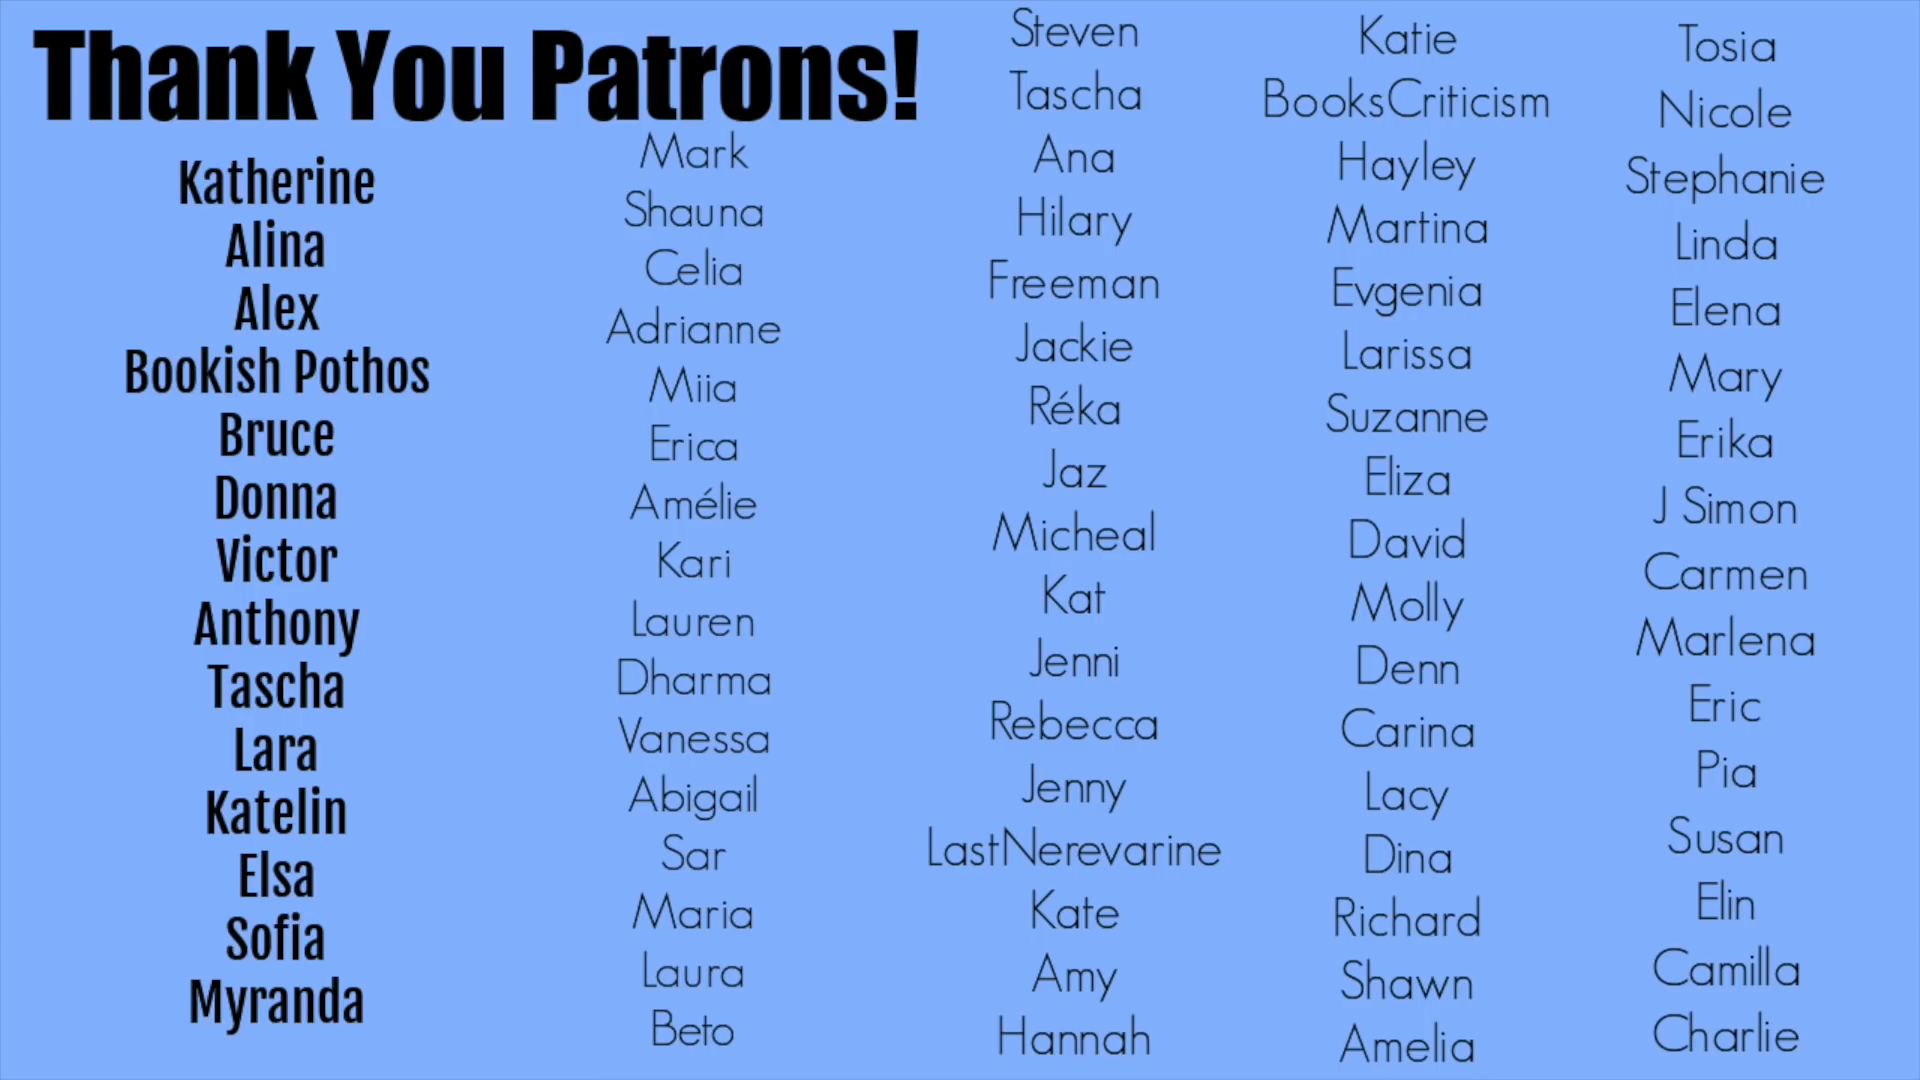 Thank You Patrons!
Katherine
Alina
Alex
Bookish Pothos
Bruce
Donna
Victor
Anthony
Tascha
Lara
Katelin
Elsa
Sofia
Myranda
Mark
Shauna
Celia
Adrianne
Miia
Erica
Amélie
Kari
Lauren
Dharma
Vanessa
Abigail
Sar
Maria
Laura
Beto
Steven
Tascha
Ana
Hilary
Freeman
Jackie
Réka
Jaz
Micheal
Kat
Jenni
Rebecca
Jenny
LastNerevarine
Kate
Amy
Hannah
Katie
BooksCriticism
Hayley
Martina
Evgenia
Larissa
Suzanne
Eliza
David
Molly
Denn
Carina
Lacy
Dina
Richard
Shawn
Amelia
Tosia
Nicole
Stephanie
Linda
Elena
Mary
Erika
J Simon
Carmen
Marlena
Eric
Pia
Susan
Elin
Camilla
Charlie